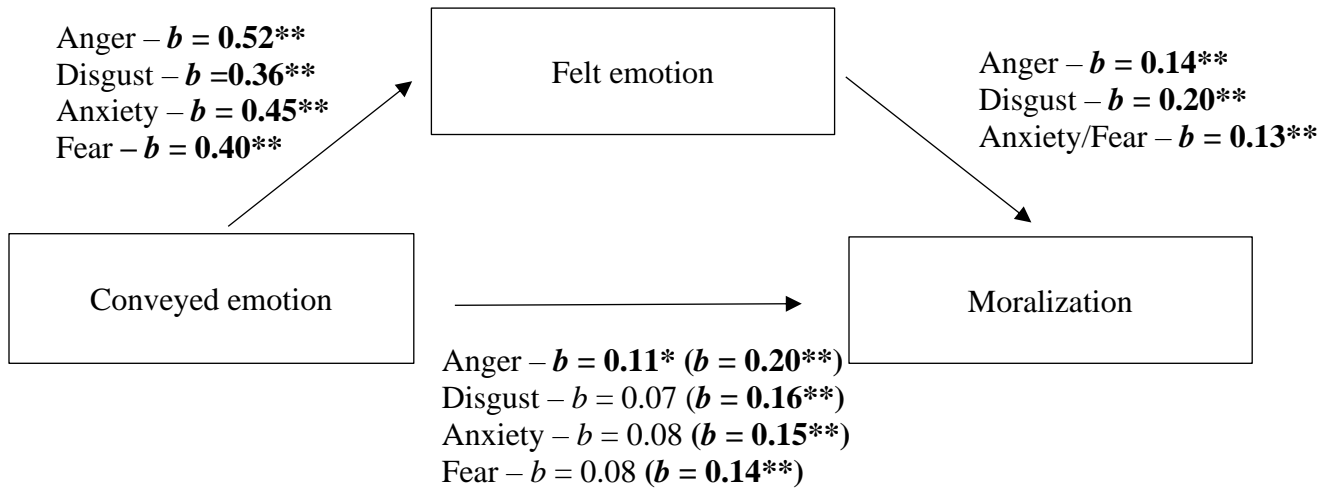 Anger – b = 0.52**
Disgust – b =0.36**
Anxiety – b = 0.45**
Fear – b = 0.40**
Felt emotion
Anger – b = 0.14**
Disgust – b = 0.20**
Anxiety/Fear – b = 0.13**
Conveyed emotion
Moralization
Anger – b = 0.11* (b = 0.20**)
Disgust – b = 0.07 (b = 0.16**)
Anxiety – b = 0.08 (b = 0.15**)
Fear – b = 0.08 (b = 0.14**)